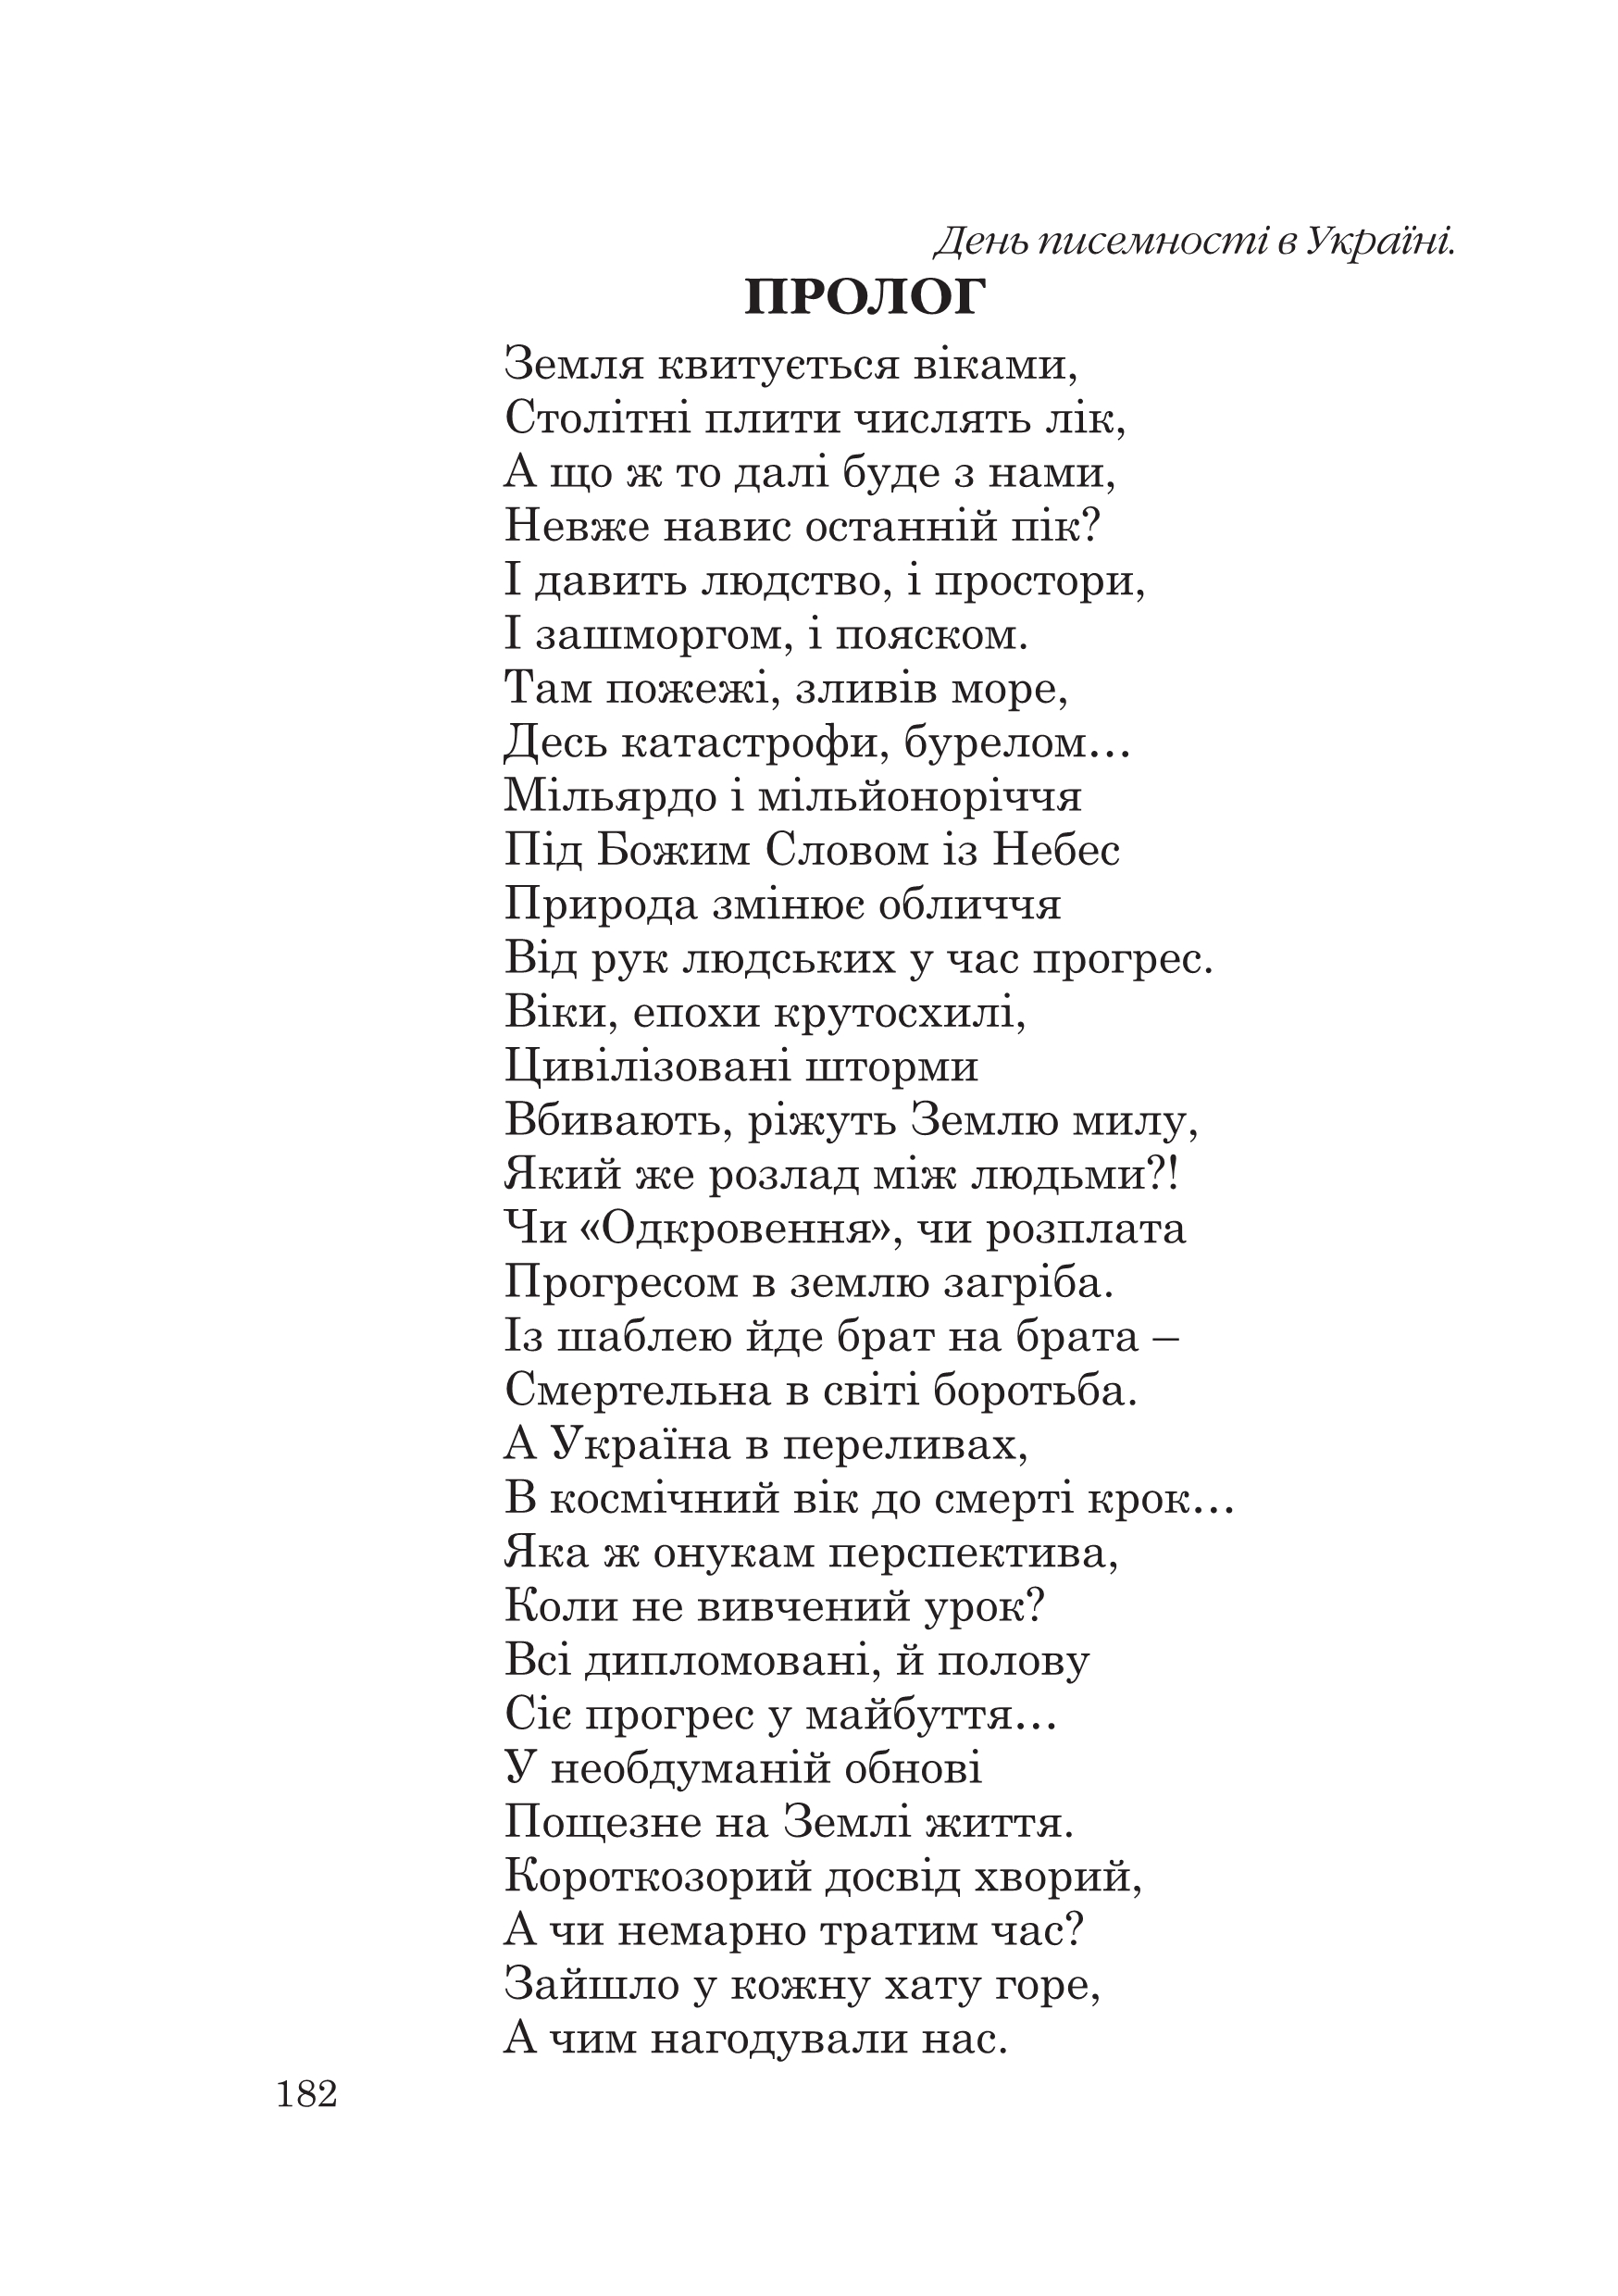 День писемності в Україні.
ПРОЛОГ
Земля квитується віками,
Столітні плити числять лік,
А що ж то далі буде з нами,
Невже навис останній пік?
І давить людство, і простори,
І зашморгом, і пояском.
Там пожежі, зливів море,
Десь катастрофи, бурелом...
Мільярдо і мільйоноріччя
Під Божим Словом із Небес
Природа змінює обличчя
Від рук людських у час прогрес.
Віки, епохи крутосхилі,
Цивілізовані шторми
Вбивають, ріжуть Землю милу,
Який же розлад між людьми?!
Чи «Одкровення», чи розплата
Прогресом в землю загріба.
Із шаблею йде брат на брата –
Смертельна в світі боротьба.
А Україна в переливах,
В космічний вік до смерті крок...
Яка ж онукам перспектива,
Коли не вивчений урок?
Всі дипломовані, й полову
Сіє прогрес у майбуття...
У необдуманій обнові
Пощезне на Землі життя.
Короткозорий досвід хворий,
А чи немарно тратим час?
Зайшло у кожну хату горе,
А чим нагодували нас.
182